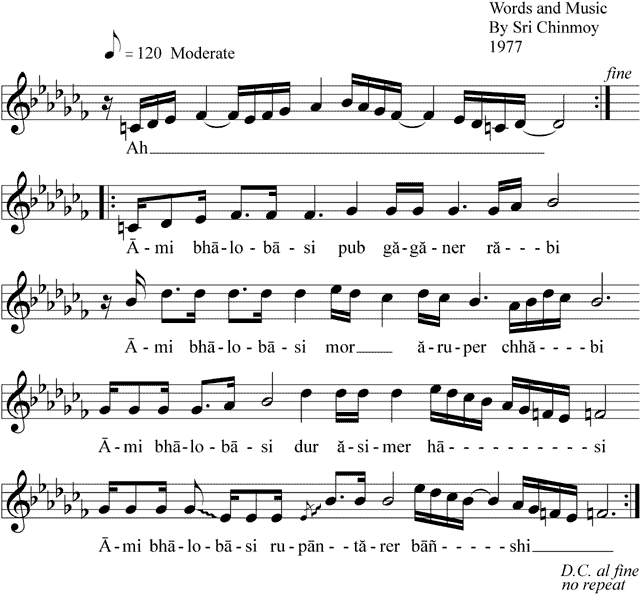 Words and Music
By Sri Chinmoy
1977
= 120 Moderate
fine
Ah
Ā - mi bhā - lo - bā - si pub gă - gă - ner ră - - - bi
Ā - mi bhā - lo - bā - si mor ă - ru - per chhă - - - - bi
Ā - mi bhā - lo - bā - si dur ă - si - mer hā - - - - - - - - - si
Ā - mi bhā - lo - bā - si ru - pān - - tă - rer bāñ - - - - shi
D.C. al fine
no repeat